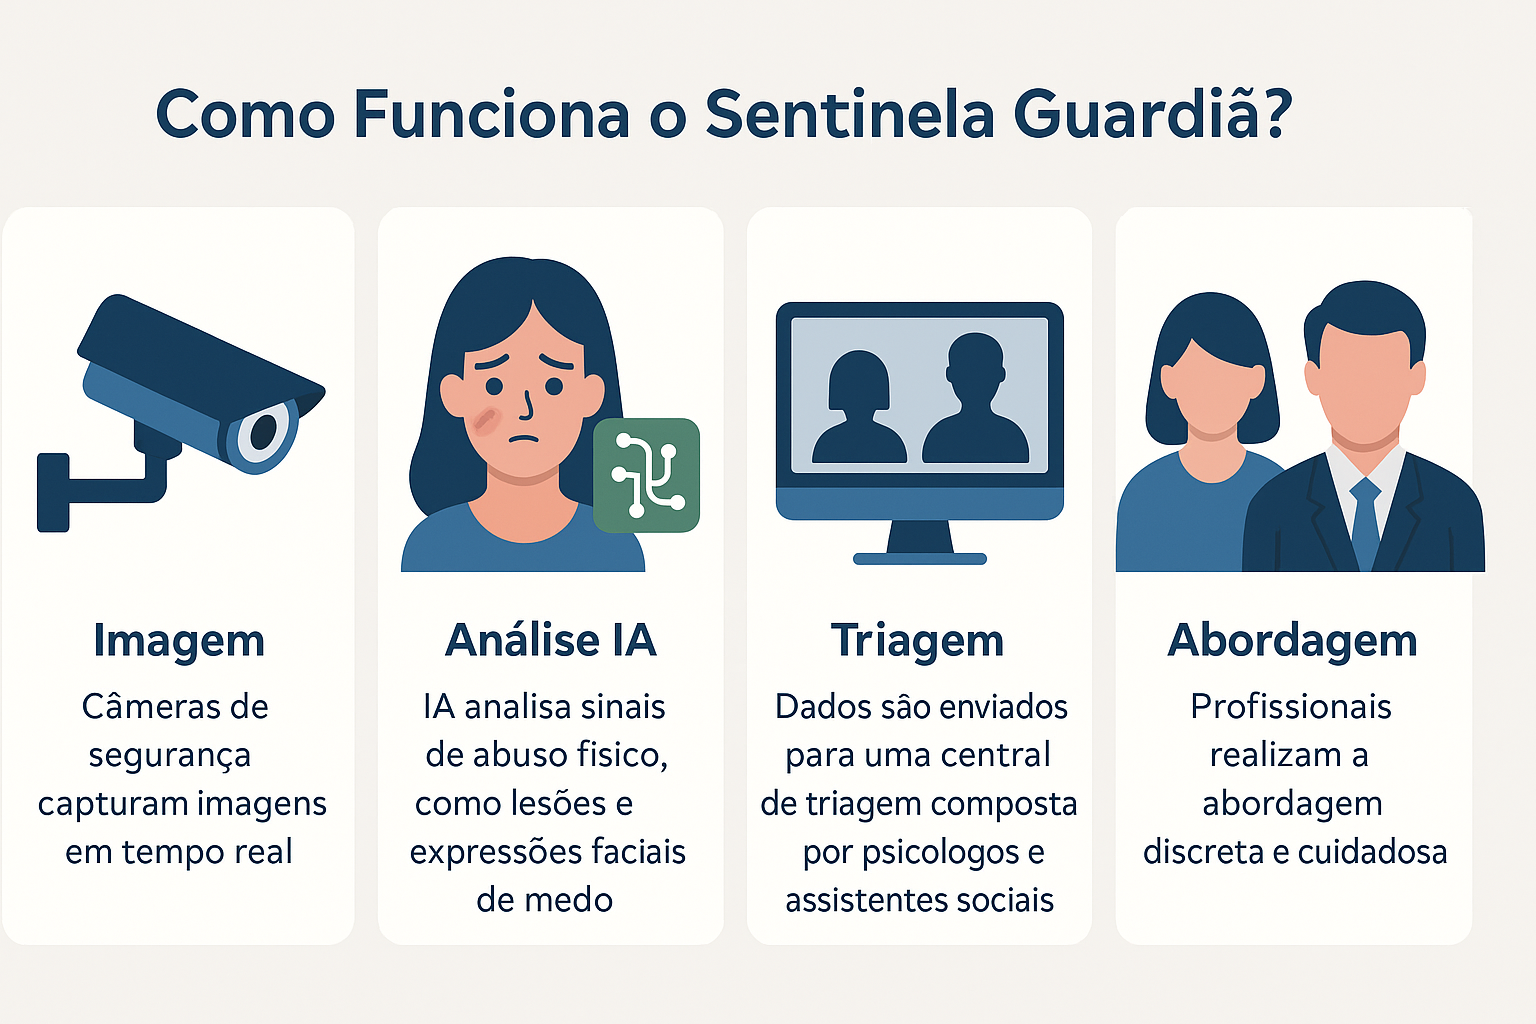 Como Funciona o Sentinela Guardiã?
Imagem
Câmeras de
segurança
capturam imagens
em tempo real
Análise IA
IA analisa sinais
de abuso fisico,
como lesões e
expressões faciais
de medo
Triagem
Dados são enviados
para uma central
de triagem composta
por psicologos e
assistentes sociais
Abordagem
Profissionais
realizam a
abordagem
discreta e cuidadosa